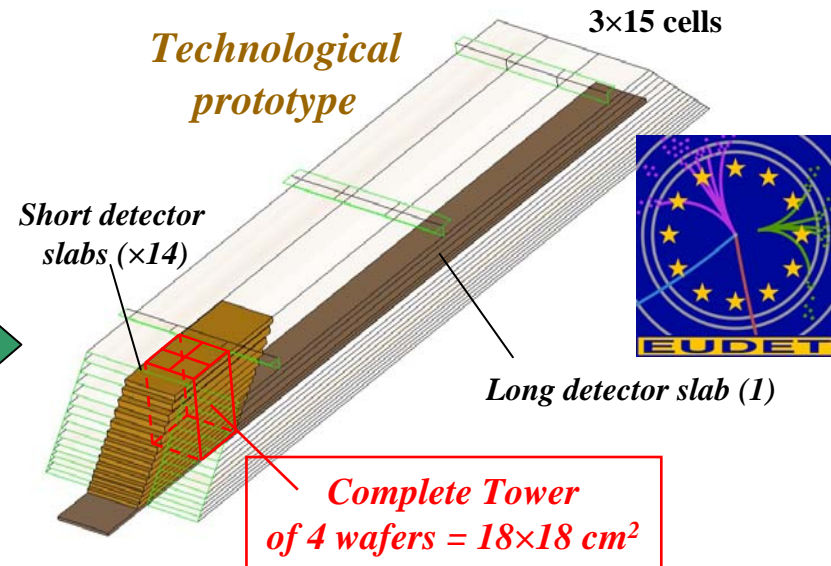 Technological
prototype
3×15 cells
Short detector
slabs (×14)
EUDET
Long detector slab (1)
Complete Tower
of 4 wafers = 18×18 cm²